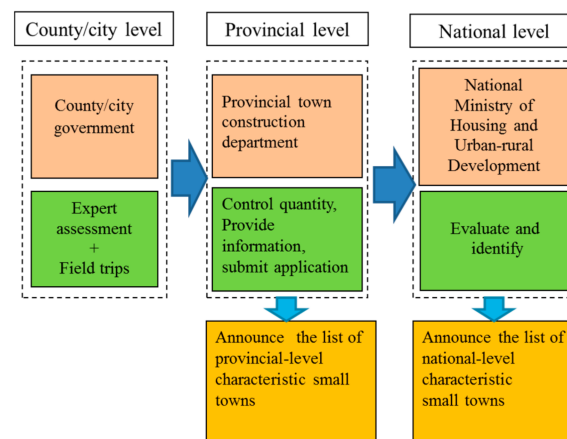 County/city level
Provincial level
National level
County/city
government
Provincial town
construction
department
National
Ministry of
Housing and
Urban-rural
Development
Expert
assessment
+
Field trips
Control quantity,
Provide
information,
submit application
Evaluate and
identify
Announce the list of
provincial-level
characteristic small
towns
Announce the list of
national-level
characteristic
small towns